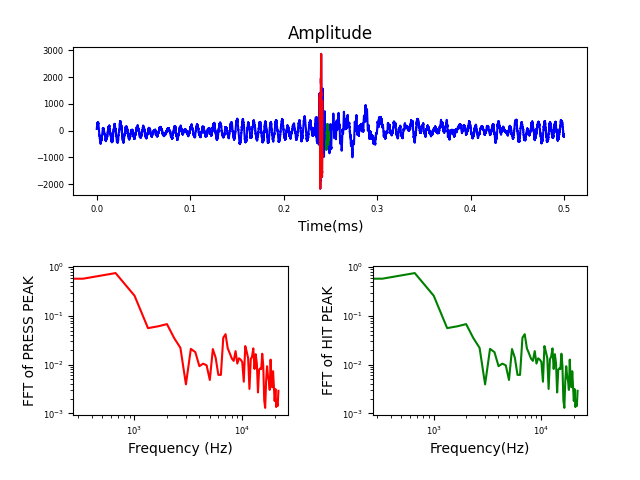 Amplitude
3000
2000
1000
0
−1000
−2000
0.0 0.1 0.2 0.3 0.4 0.5
Time(ms)
FFT of PRESS PEAK
10⁰
10⁻¹
10⁻²
10⁻³
10³ 10⁴
Frequency (Hz)
FFT of HIT PEAK
10⁰
10⁻¹
10⁻²
10⁻³
10³ 10⁴
Frequency(Hz)